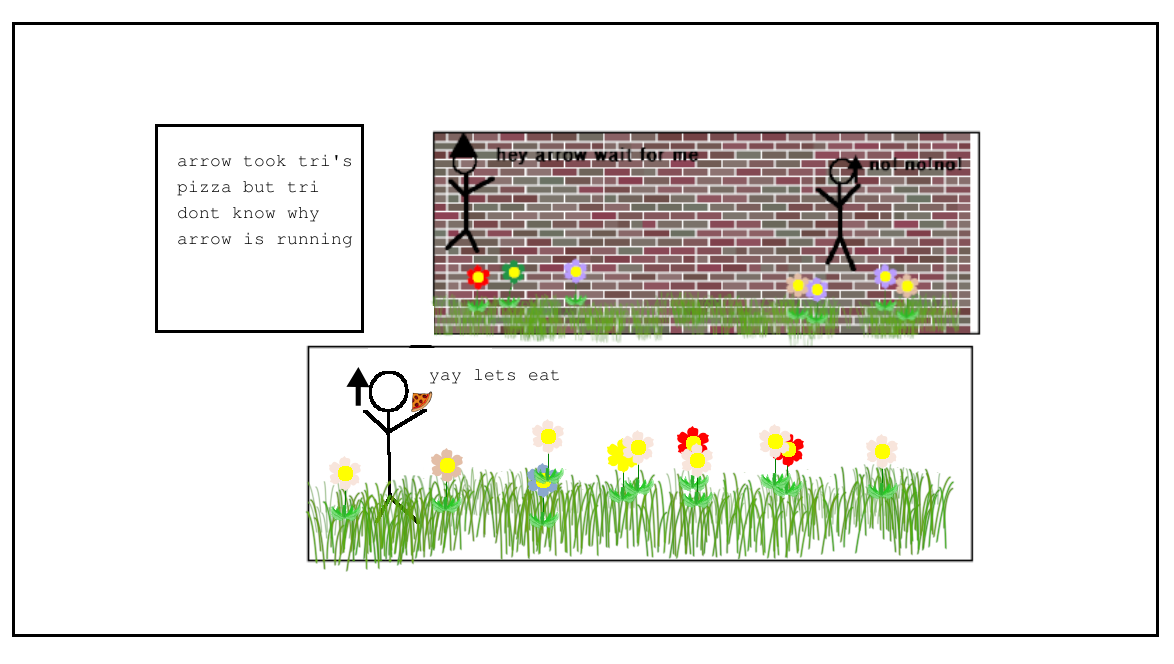 arrow took tri's
pizza but tri
dont know why
arrow is running
hey arrow wait for me
no! no!no!
yay lets eat